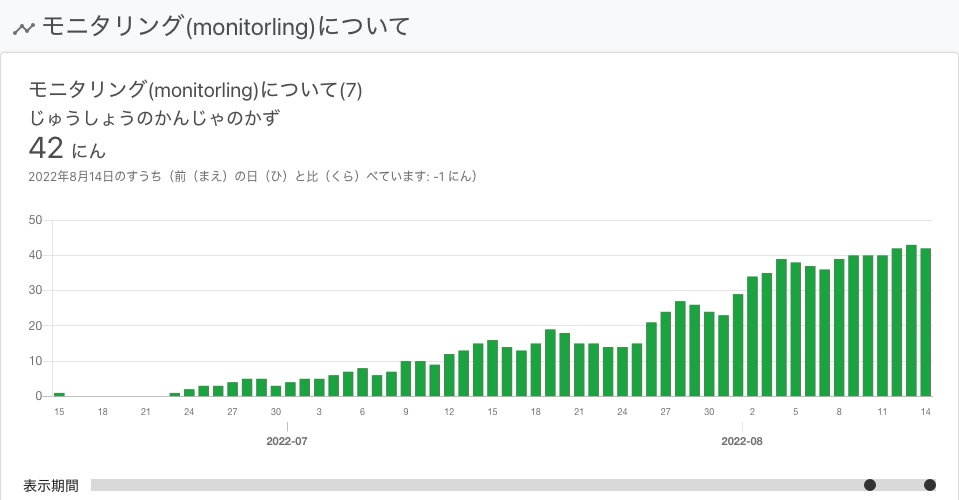 モニタリング(monitorling)について
モニタリング(monitorling)について(7)
じゅうしょうのかんじゃのかず
42 にん
2022年8月14日のすうち（前（まえ）の日（ひ）と比（くら）べています: -1 にん）
50
40
30
20
10
0
15 18 21 24 27 30 3 6 9 12 15 18 21 24 27 30 2 5 8 11 14
2022-07 2022-08
表示期間